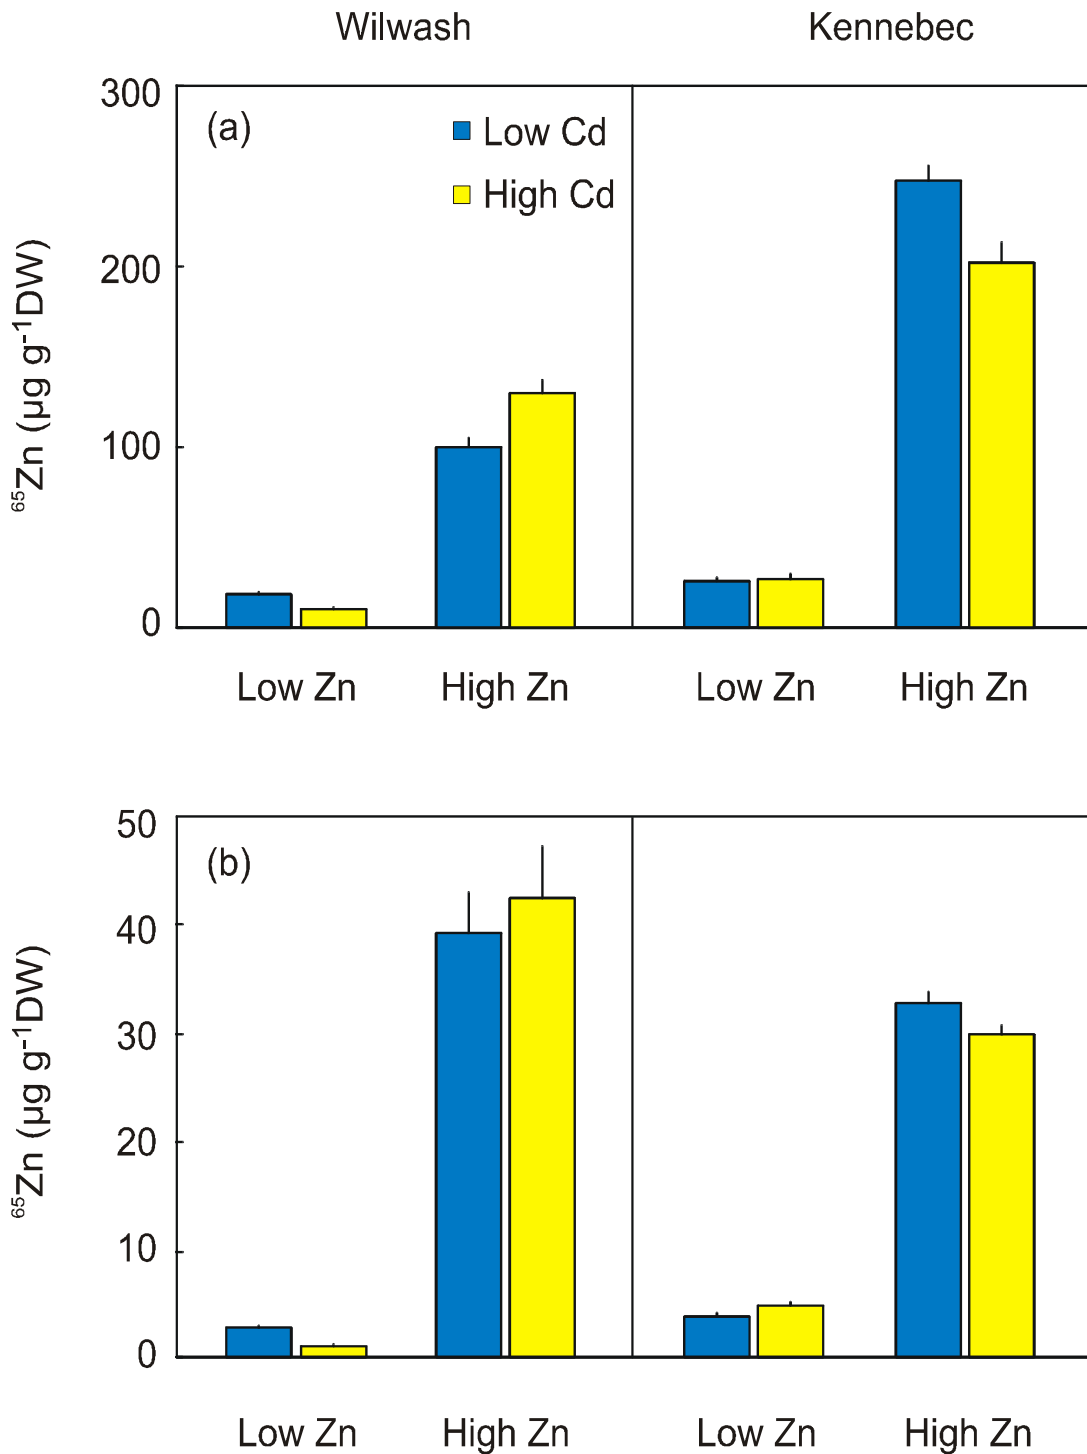 Wilwash Kennebec
300
(a)
Low Cd
High Cd
200
100
0
⁶⁵Zn (µg g⁻¹DW)
Low Zn High Zn Low Zn High Zn
50
(b)
40
30
20
10
0
⁶⁵Zn (µg g⁻¹DW)
Low Zn High Zn Low Zn High Zn